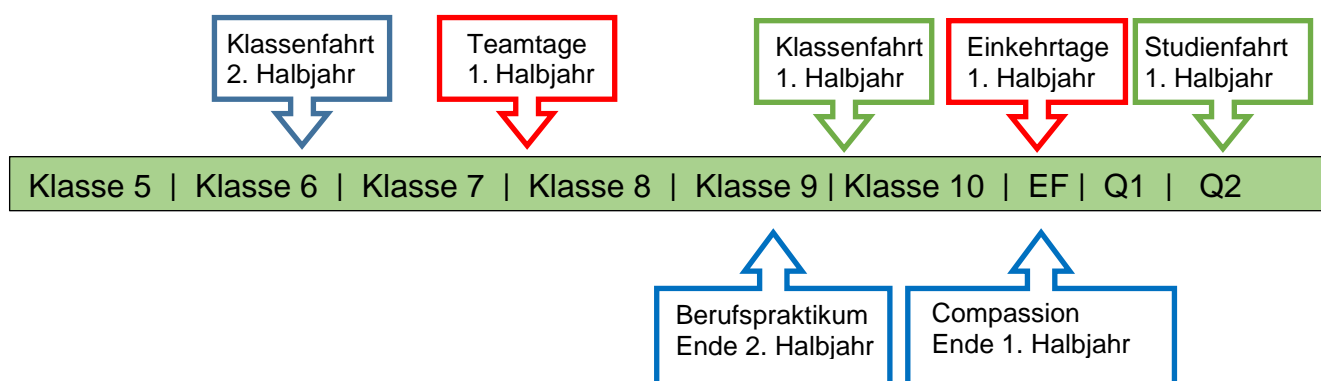 Klassenfahrt
2. Halbjahr
Teamtage
1. Halbjahr
Klassenfahrt
1. Halbjahr
Einkehrtage
1. Halbjahr
Studienfahrt
1. Halbjahr
Klasse 5 | Klasse 6 | Klasse 7 | Klasse 8 | Klasse 9 | Klasse 10 | EF | Q1 | Q2
Berufspraktikum
Ende 2. Halbjahr
Compassion
Ende 1. Halbjahr